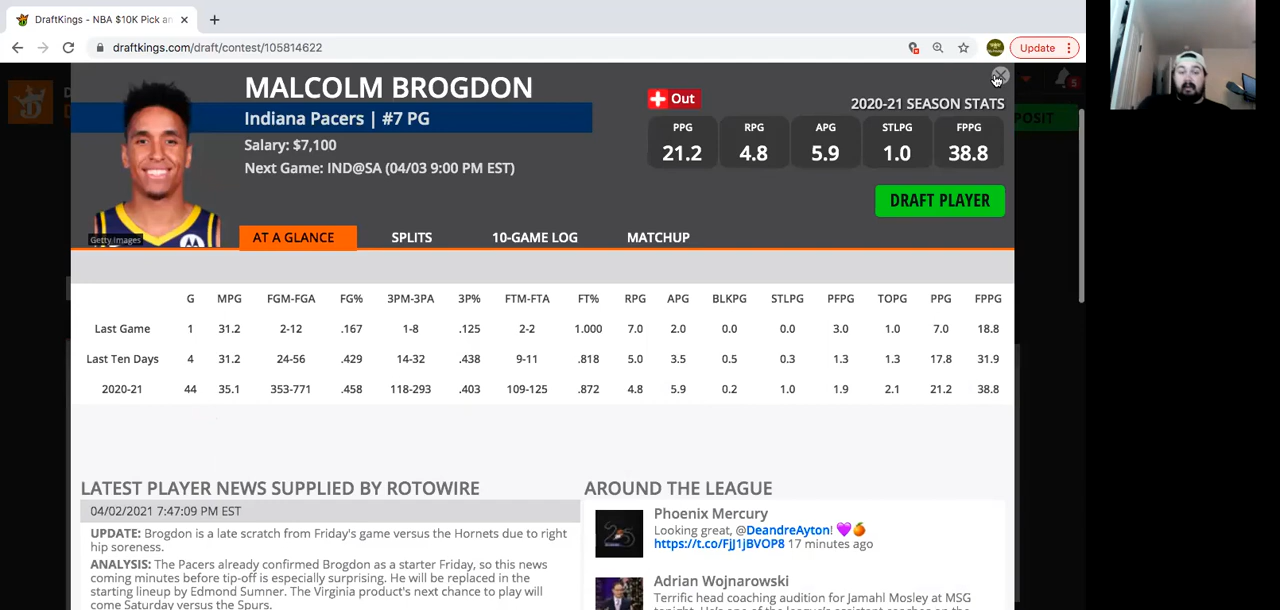 DraftKings - NBA $10K Pick an
draftkings.com/draft/contest/105814622
Update
MALCOLM BROGDON
Indiana Pacers | #7 PG
Salary: $7,100
Next Game: IND@SA (04/03 9:00 PM EST)
Getty Images
Out
2020-21 SEASON STATS
PPG RPG APG STLPG FPPG
21.2 4.8 5.9 1.0 38.8
DRAFT PLAYER
5
POSIT
AT A GLANCE SPLITS 10-GAME LOG MATCHUP
G MPG FGM-FGA FG% 3PM-3PA 3P% FTM-FTA FT% RPG APG BLKPG STLPG PFPG TOPG PPG FPPG
Last Game 1 31.2 2-12 .167 1-8 .125 2-2 1.000 7.0 2.0 0.0 0.0 3.0 1.0 7.0 18.8
Last Ten Days 4 31.2 24-56 .429 14-32 .438 9-11 .818 5.0 3.5 0.5 0.3 1.3 1.3 17.8 31.9
2020-21 44 35.1 353-771 .458 118-293 .403 109-125 .872 4.8 5.9 0.2 1.0 1.9 2.1 21.2 38.8
LATEST PLAYER NEWS SUPPLIED BY ROTOWIRE
04/02/2021 7:47:09 PM EST
UPDATE: Brogdon is a late scratch from Friday's game versus the Hornets due to right
hip soreness.
ANALYSIS: The Pacers already confirmed Brogdon as a starter Friday, so this news
coming minutes before tip-off is especially surprising. He will be replaced in the
starting lineup by Edmond Sumner. The Virginia product's next chance to play will
come Saturday versus the Spurs.
AROUND THE LEAGUE
Phoenix Mercury
Looking great, @DeandreAyton! 💜🍊
https://t.co/FjJ1jBVOP8 17 minutes ago
Adrian Wojnarowski
Terrific head coaching audition for Jamahl Mosley at MSG